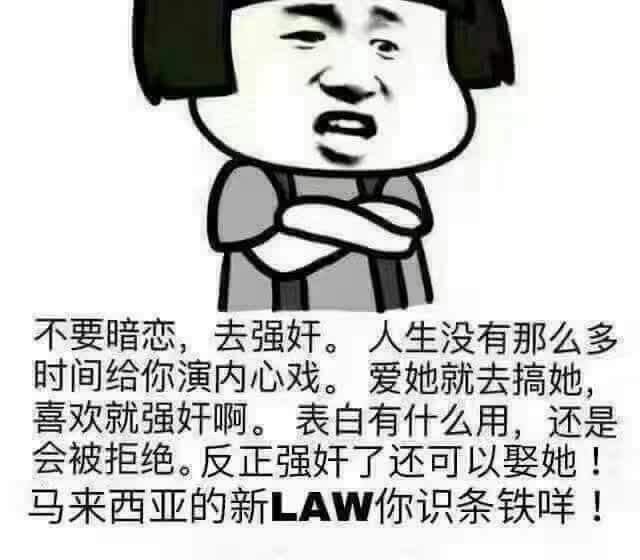 不要暗恋，去强奸。 人生没有那么多
时间给你演内心戏。 爱她就去搞她，
喜欢就强奸啊。 表白有什么用，还是
会被拒绝。反正强奸了还可以娶她！
马来西亚的新LAW你识条铁咩！